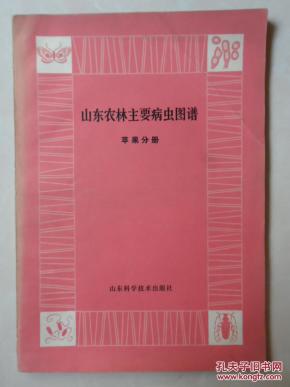 山东农林主要病虫图谱
苹果分册
山东科学技术出版社
孔夫子旧书网